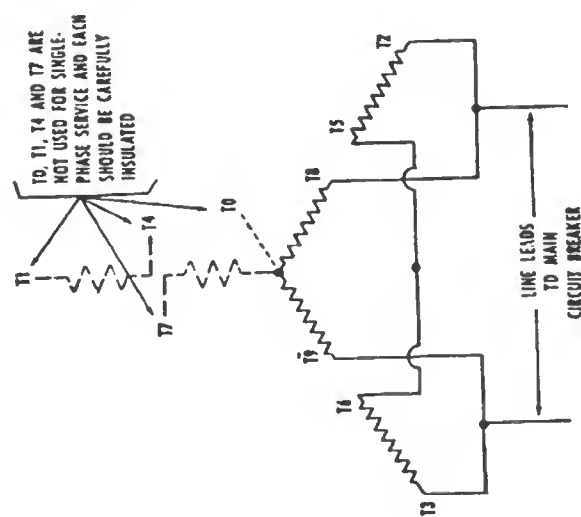 T0, T1, T4 AND T7 ARE
NOT USED FOR SINGLE-
PHASE SERVICE AND EACH
SHOULD BE CAREFULLY
INSULATED
T1
T4
T7
T0
T9
T8
T6
T5
T3
T2
LINE LEADS
TO MAIN
CIRCUIT BREAKER